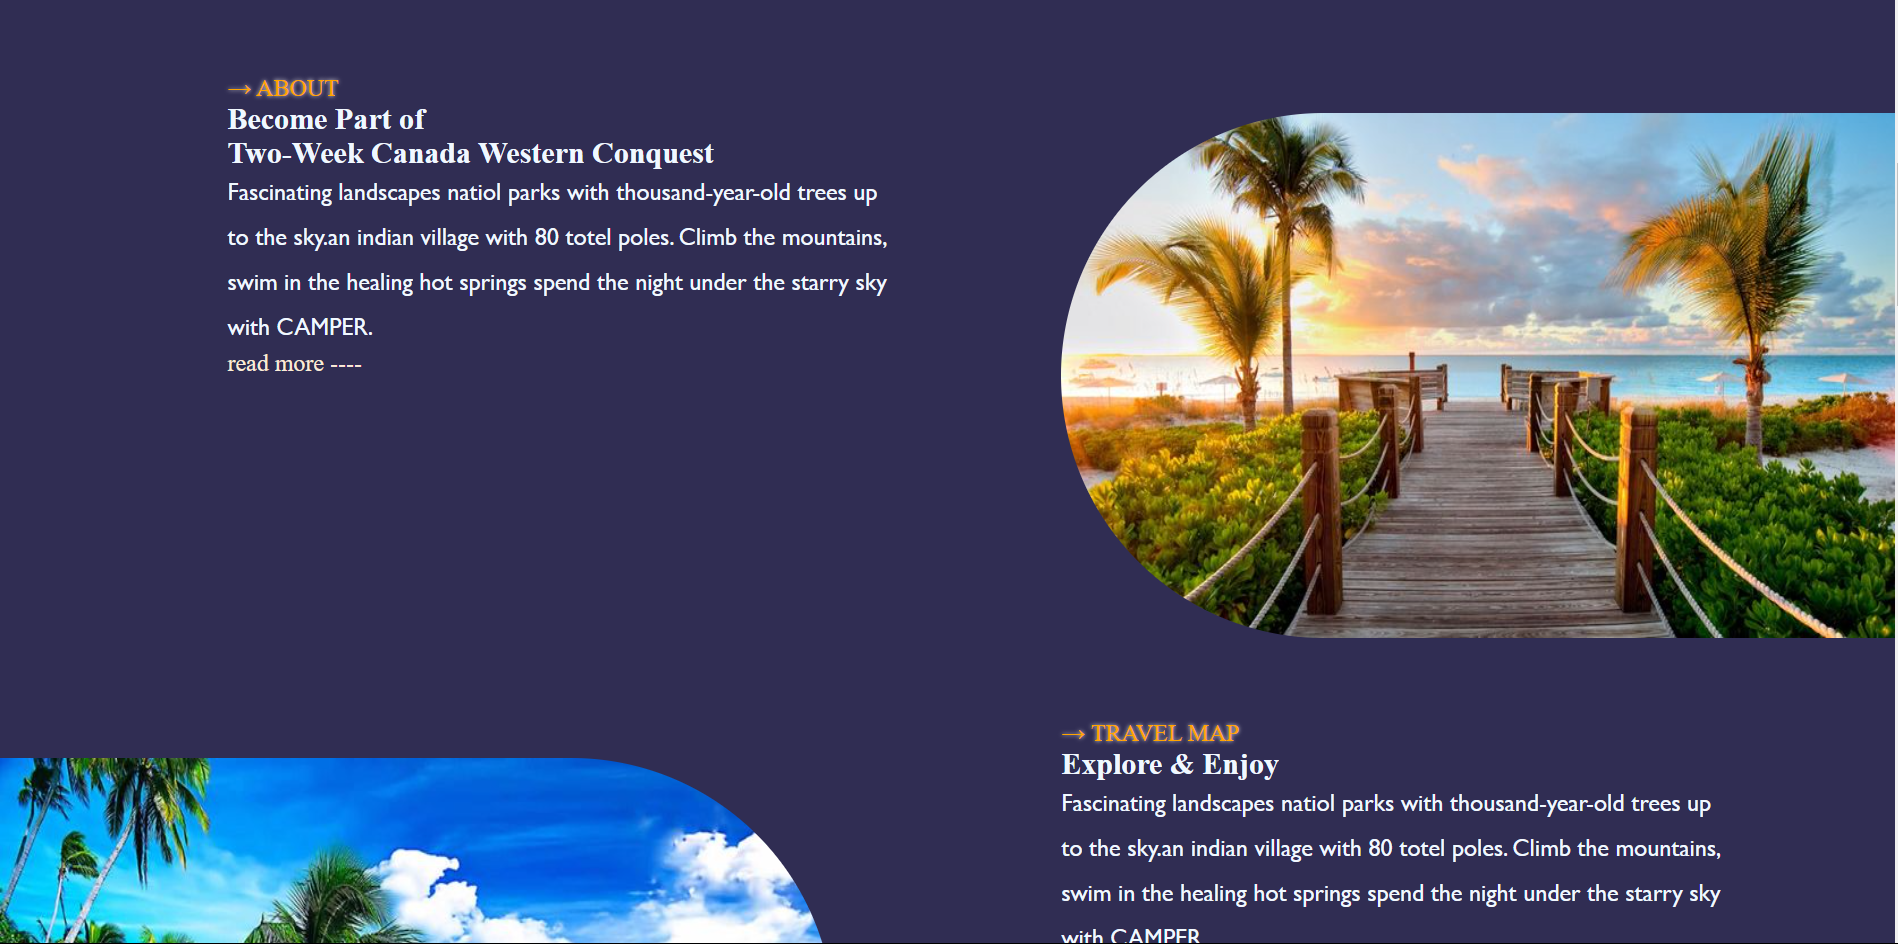 → ABOUT
Become Part of
Two-Week Canada Western Conquest
Fascinating landscapes natiol parks with thousand-year-old trees up
to the sky.an indian village with 80 totel poles. Climb the mountains,
swim in the healing hot springs spend the night under the starry sky
with CAMPER.
read more ----
→ TRAVEL MAP
Explore & Enjoy
Fascinating landscapes natiol parks with thousand-year-old trees up
to the sky.an indian village with 80 totel poles. Climb the mountains,
swim in the healing hot springs spend the night under the starry sky
with CAMPER